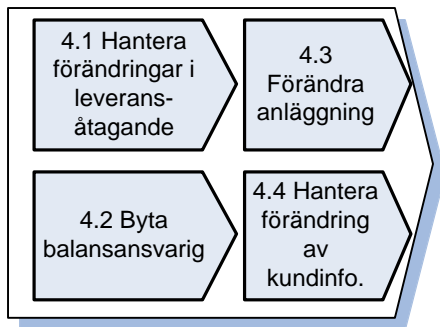 4.1 Hantera
förändringar i
leverans-
åtagande
4.3
Förändra
anläggning
4.2 Byta
balansansvarig
4.4 Hantera
förändring
av
kundinfo.